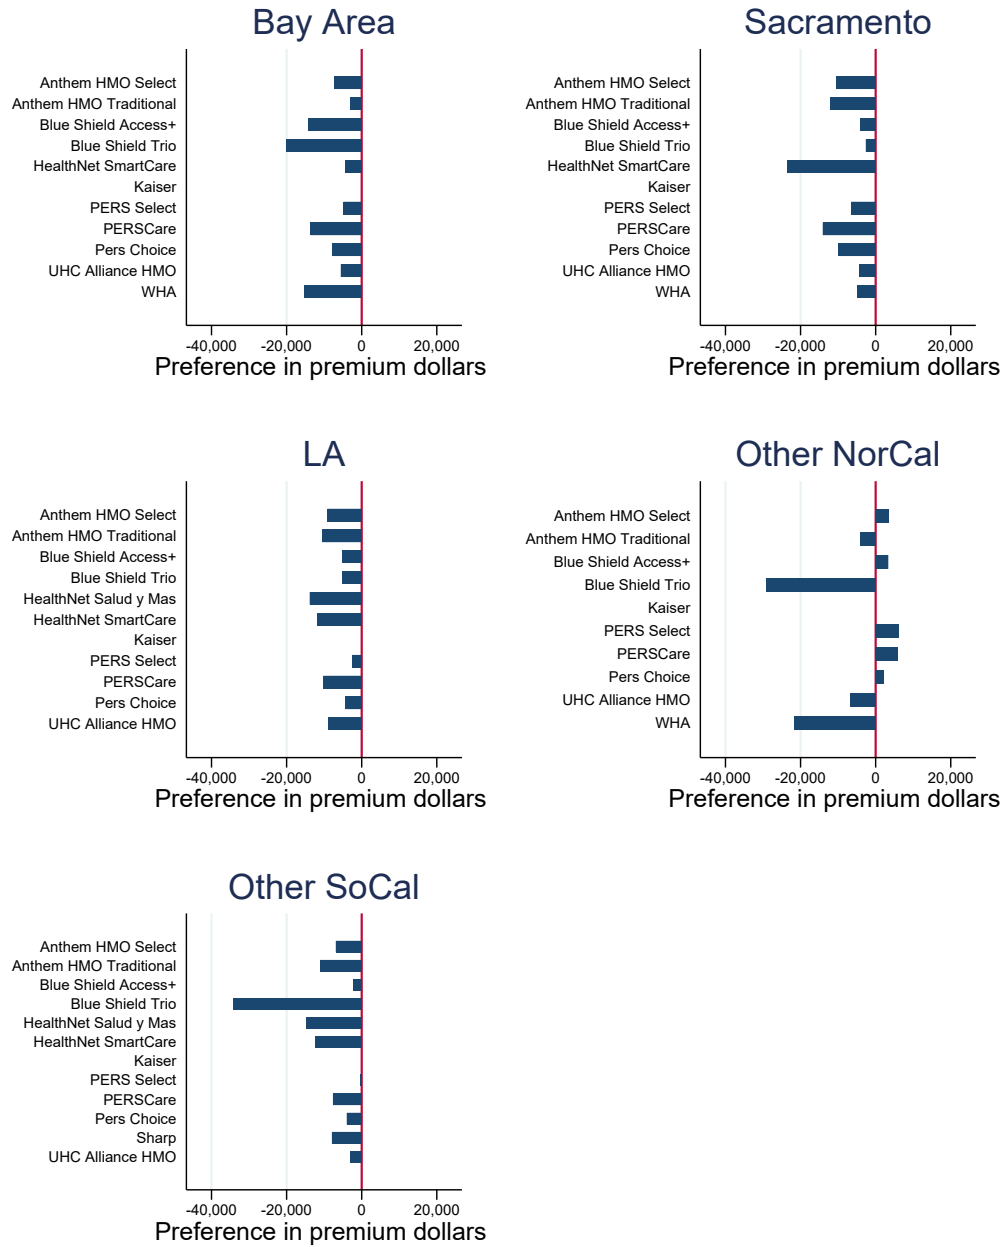 Bay Area
Anthem HMO Select
Anthem HMO Traditional
Blue Shield Access+
Blue Shield Trio
HealthNet SmartCare
Kaiser
PERS Select
PERSCare
Pers Choice
UHC Alliance HMO
WHA
-40,000 -20,000 0 20,000
Preference in premium dollars
Sacramento
Anthem HMO Select
Anthem HMO Traditional
Blue Shield Access+
Blue Shield Trio
HealthNet SmartCare
Kaiser
PERS Select
PERSCare
Pers Choice
UHC Alliance HMO
WHA
-40,000 -20,000 0 20,000
Preference in premium dollars
LA
Anthem HMO Select
Anthem HMO Traditional
Blue Shield Access+
Blue Shield Trio
HealthNet Salud y Mas
HealthNet SmartCare
Kaiser
PERS Select
PERSCare
Pers Choice
UHC Alliance HMO
-40,000 -20,000 0 20,000
Preference in premium dollars
Other NorCal
Anthem HMO Select
Anthem HMO Traditional
Blue Shield Access+
Blue Shield Trio
Kaiser
PERS Select
PERSCare
Pers Choice
UHC Alliance HMO
WHA
-40,000 -20,000 0 20,000
Preference in premium dollars
Other SoCal
Anthem HMO Select
Anthem HMO Traditional
Blue Shield Access+
Blue Shield Trio
HealthNet Salud y Mas
HealthNet SmartCare
Kaiser
PERS Select
PERSCare
Pers Choice
Sharp
UHC Alliance HMO
-40,000 -20,000 0 20,000
Preference in premium dollars